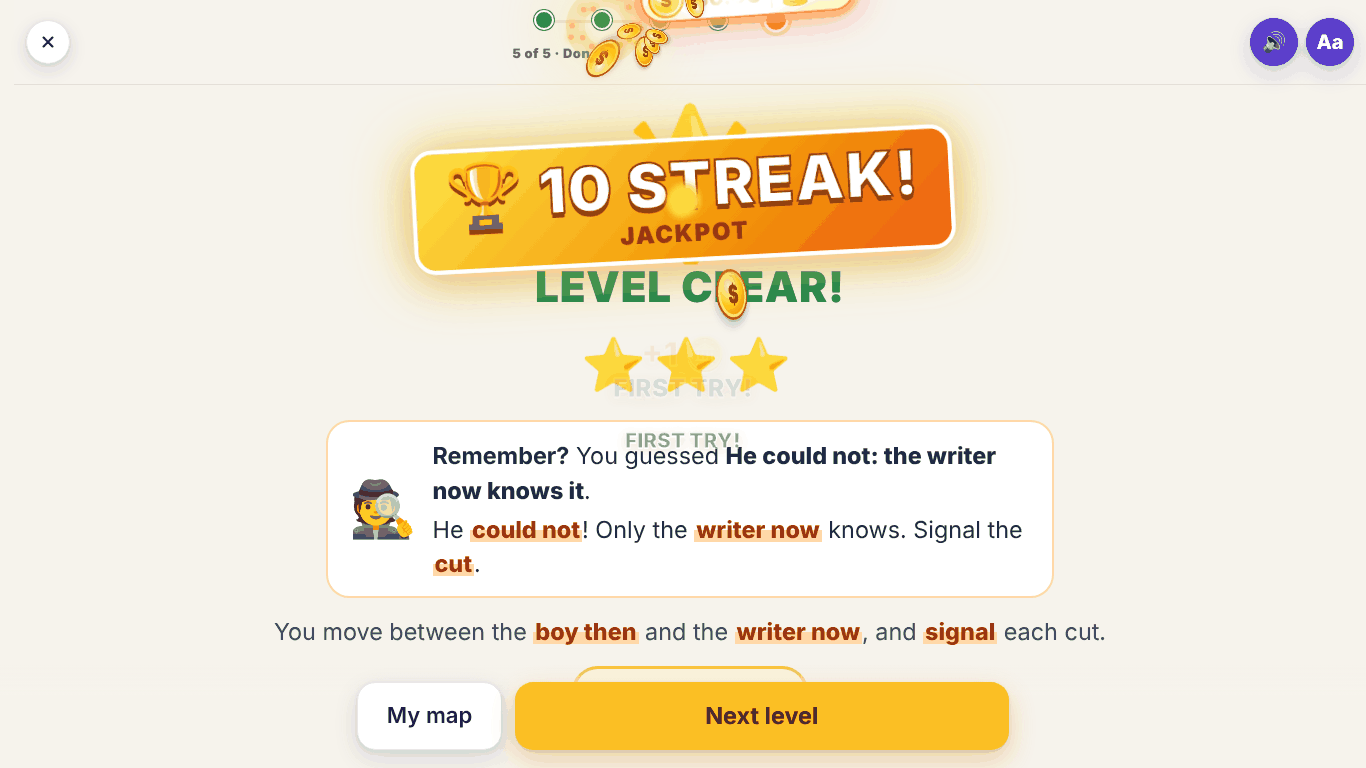 ×
5 of 5 · Don
Aa
10 STREAK!
JACKPOT
LEVEL CLEAR!
FIRST TRY!
FIRST TRY!
Remember? You guessed He could not: the writer
now knows it.
He could not! Only the writer now knows. Signal the
cut.
You move between the boy then and the writer now, and signal each cut.
My map
Next level